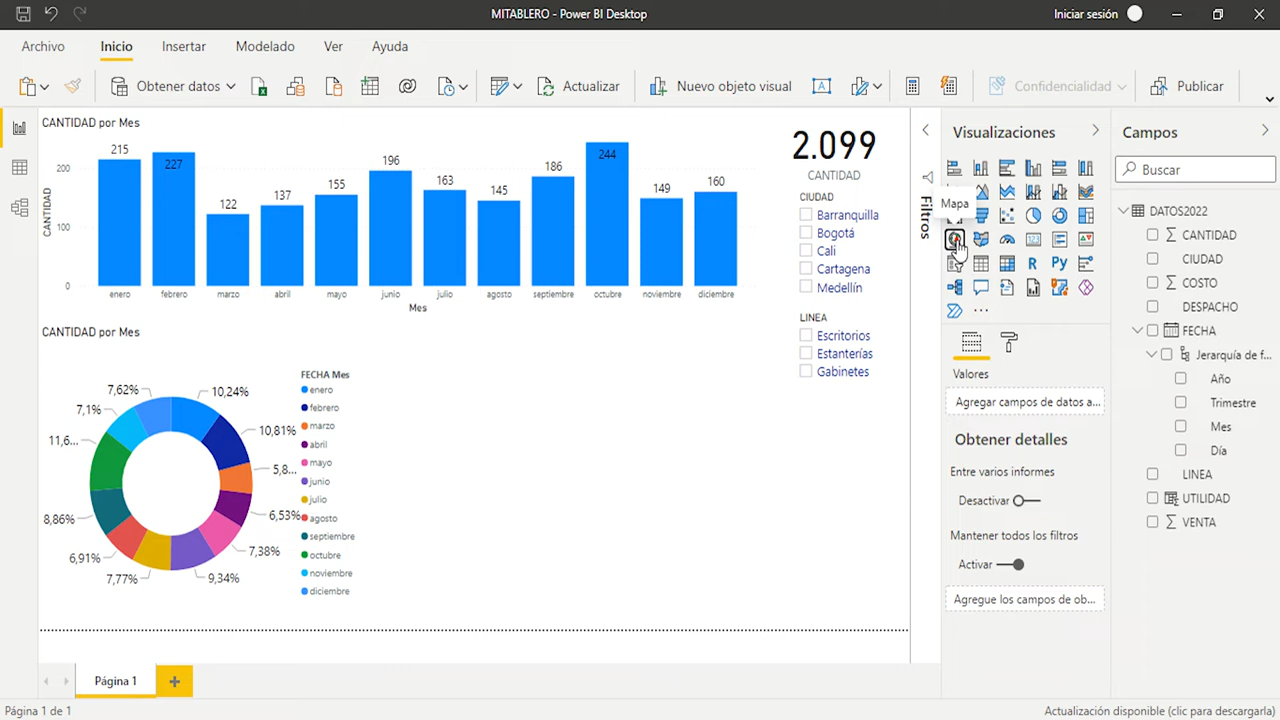 MITABLERO - Power BI Desktop
Iniciar sesión
Archivo
Inicio
Insertar
Modelado
Ver
Ayuda
Obtener datos
Actualizar
Nuevo objeto visual
Confidencialidad
Publicar
CANTIDAD por Mes
CANTIDAD
200
100
0
215
227
122
137
155
196
163
145
186
244
149
160
enero
febrero
marzo
abril
mayo
junio
julio
agosto
septiembre
octubre
noviembre
diciembre
Mes
2.099
CANTIDAD
CIUDAD
Barranquilla
Bogotá
Cali
Cartagena
Medellín
LINEA
Escritorios
Estanterías
Gabinetes
CANTIDAD por Mes
10,24%
10,81%
5,8...
6,53%
7,38%
9,34%
7,77%
6,91%
8,86%
11,6...
7,1%
7,62%
FECHA Mes
enero
febrero
marzo
abril
mayo
junio
julio
agosto
septiembre
octubre
noviembre
diciembre
Filtros
Visualizaciones
Mapa
R
Py
123
Valores
Agregar campos de datos a...
Obtener detalles
Entre varios informes
Desactivar
Mantener todos los filtros
Activar
Agregue los campos de ob...
Campos
Buscar
DATOS2022
CANTIDAD
CIUDAD
COSTO
DESPACHO
FECHA
Jerarquía de f...
Año
Trimestre
Mes
Día
LINEA
UTILIDAD
VENTA
Página 1
Página 1 de 1
Actualización disponible (clic para descargarla)